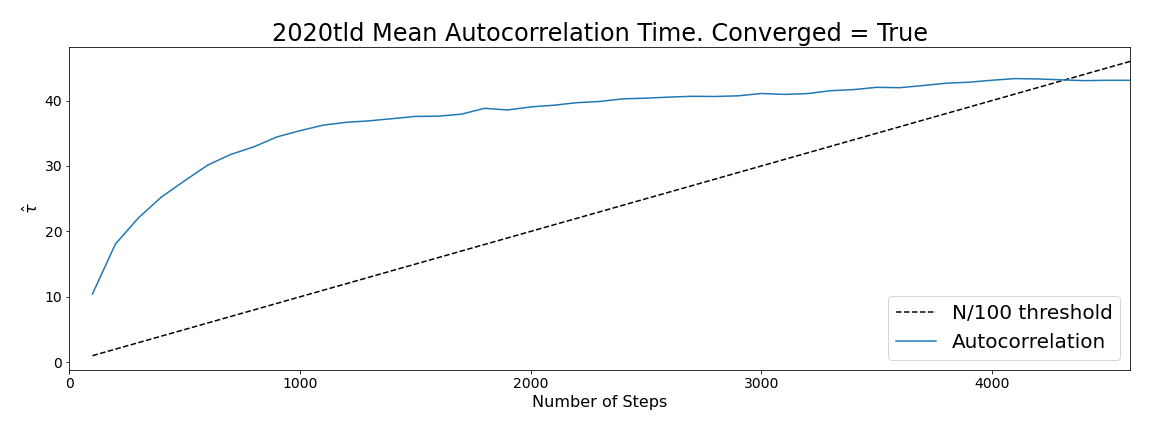 2020tld Mean Autocorrelation Time. Converged = True
40
30
20
10
0
τ̂
0 1000 2000 3000 4000
Number of Steps
N/100 threshold
Autocorrelation